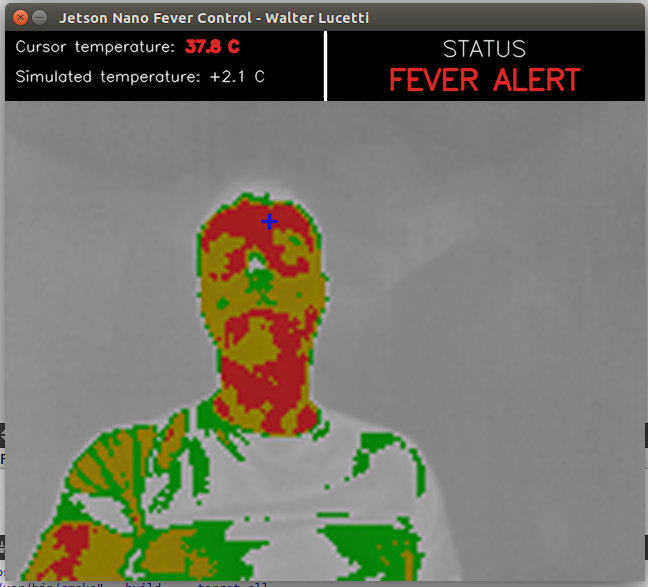 Jetson Nano Fever Control - Walter Lucetti
Cursor temperature: 37.8 C
Simulated temperature: +2.1 C
STATUS
FEVER ALERT